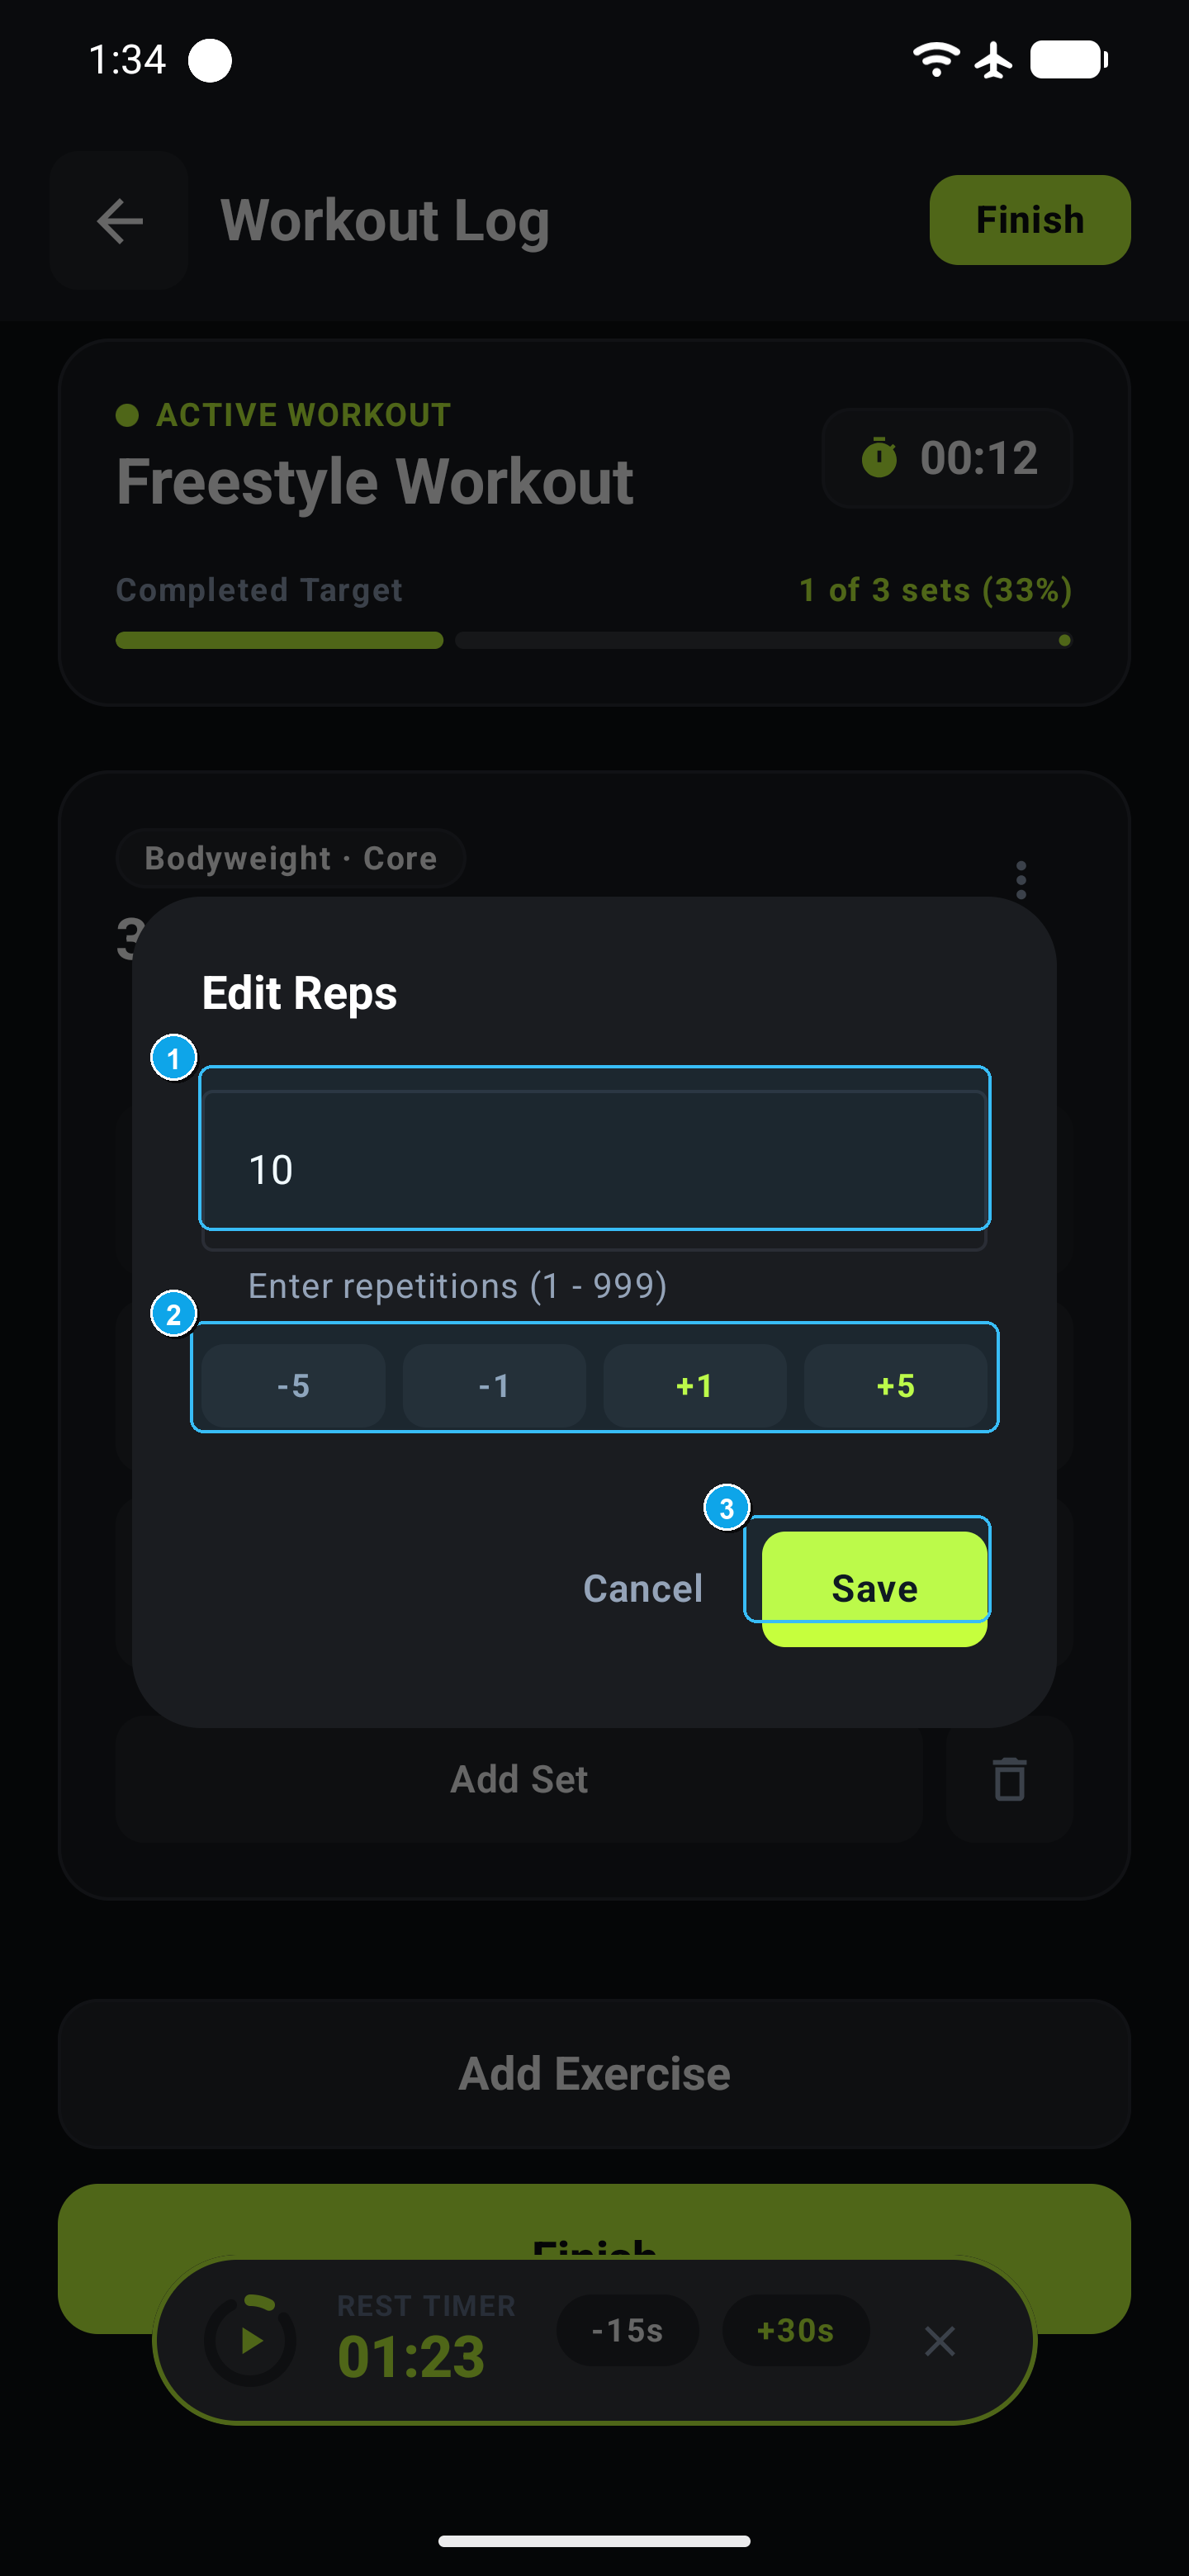 1:34
Workout Log
Finish
ACTIVE WORKOUT
Freestyle Workout
00:12
Completed Target
1 of 3 sets (33%)
Bodyweight · Core
3
Edit Reps
1
10
Enter repetitions (1 - 999)
2
-5 -1 +1 +5
3
Cancel
Save
Add Set
Add Exercise
Finish
REST TIMER
01:23
-15s
+30s